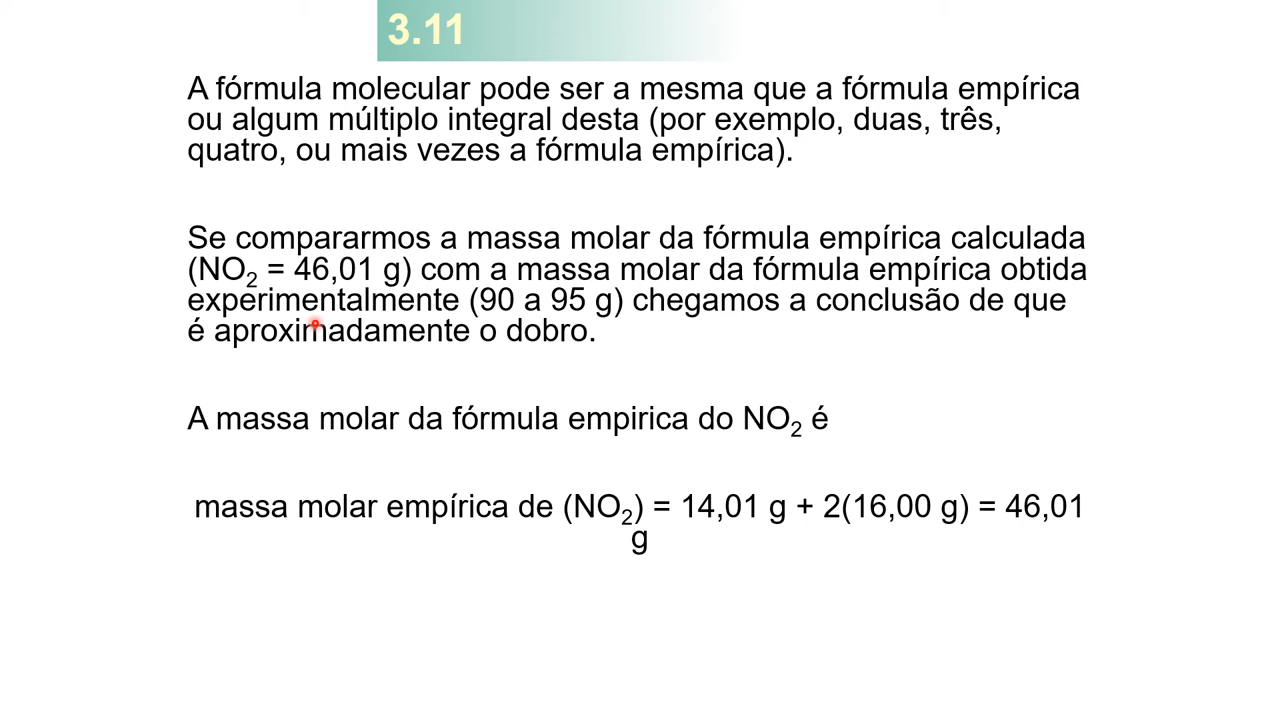 3.11
A fórmula molecular pode ser a mesma que a fórmula empírica
ou algum múltiplo integral desta (por exemplo, duas, três,
quatro, ou mais vezes a fórmula empírica).
Se compararmos a massa molar da fórmula empírica calculada
(NO₂ = 46,01 g) com a massa molar da fórmula empírica obtida
experimentalmente (90 a 95 g) chegamos a conclusão de que
é aproximadamente o dobro.
A massa molar da fórmula empirica do NO₂ é
massa molar empírica de (NO₂) = 14,01 g + 2(16,00 g) = 46,01
g